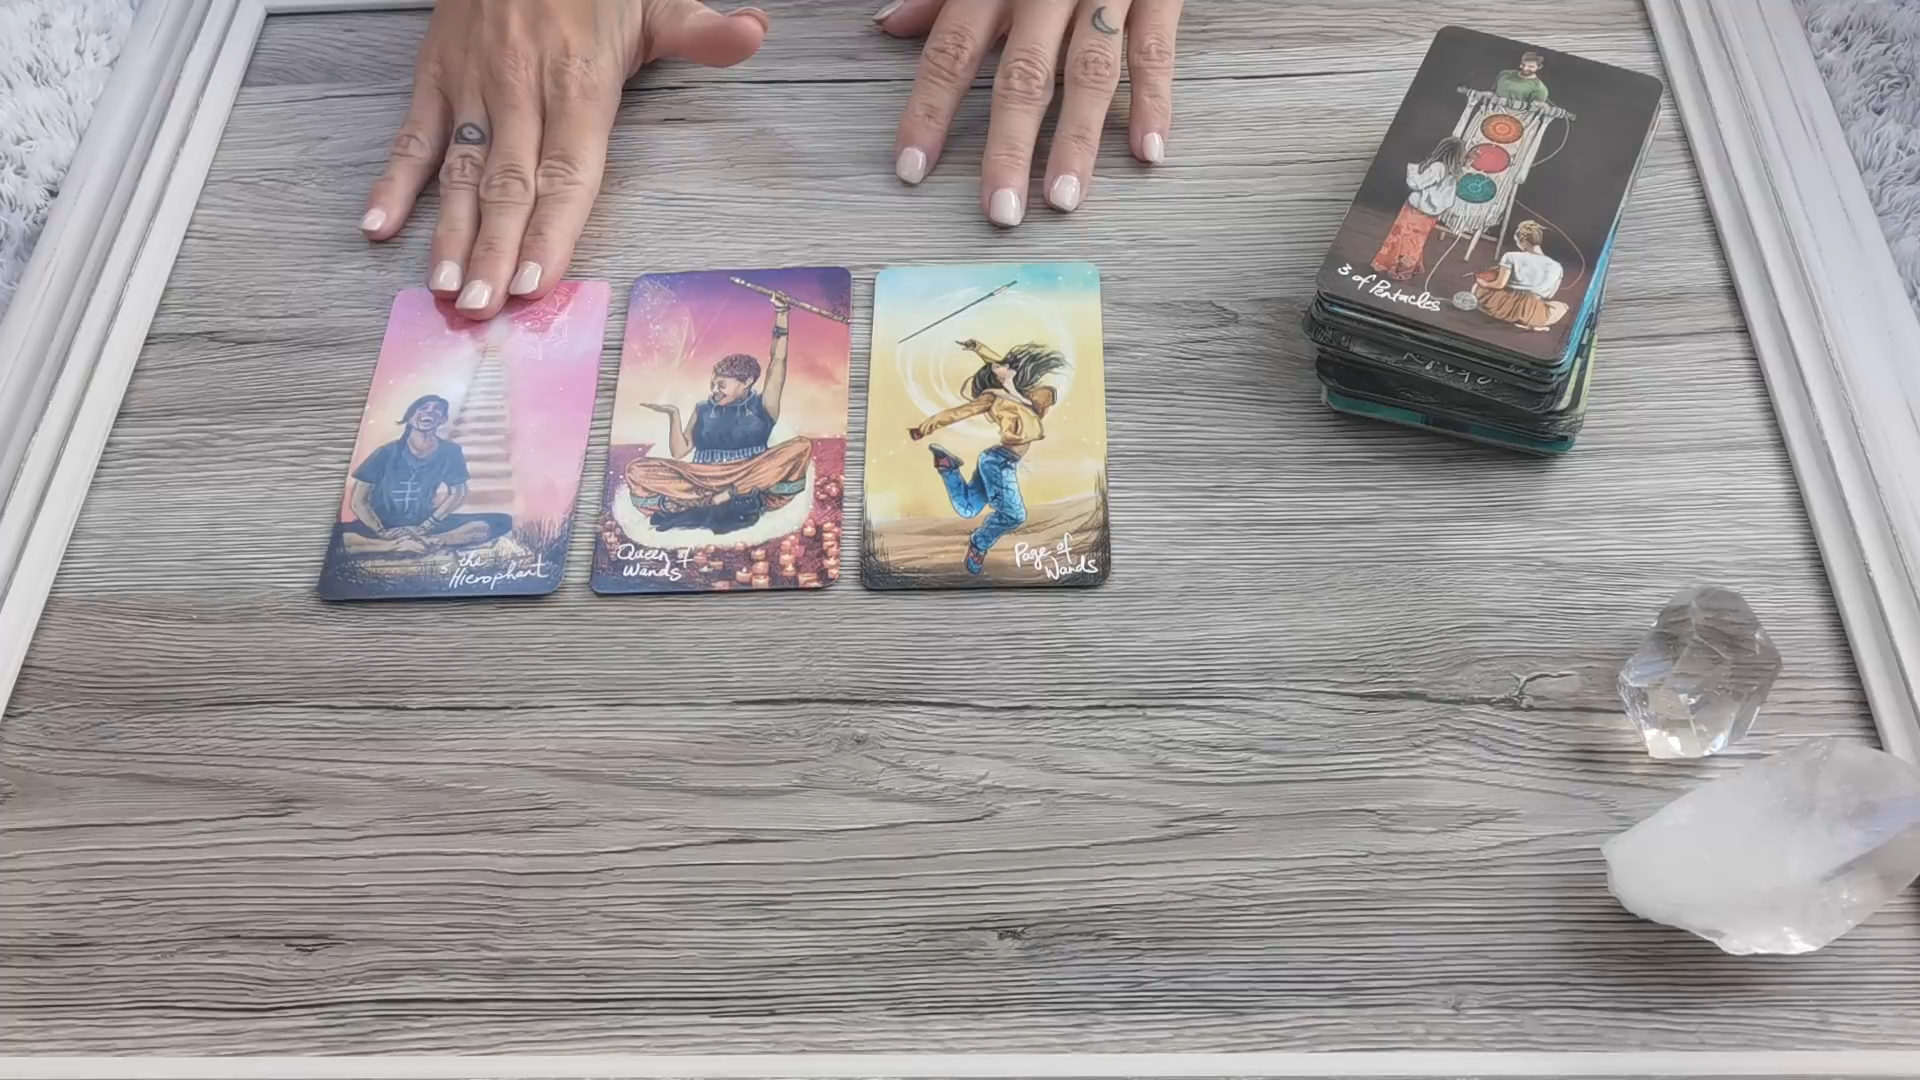 5 the
Hierophant
Queen of
Wands
Page of
Wands
3 of Pentacles